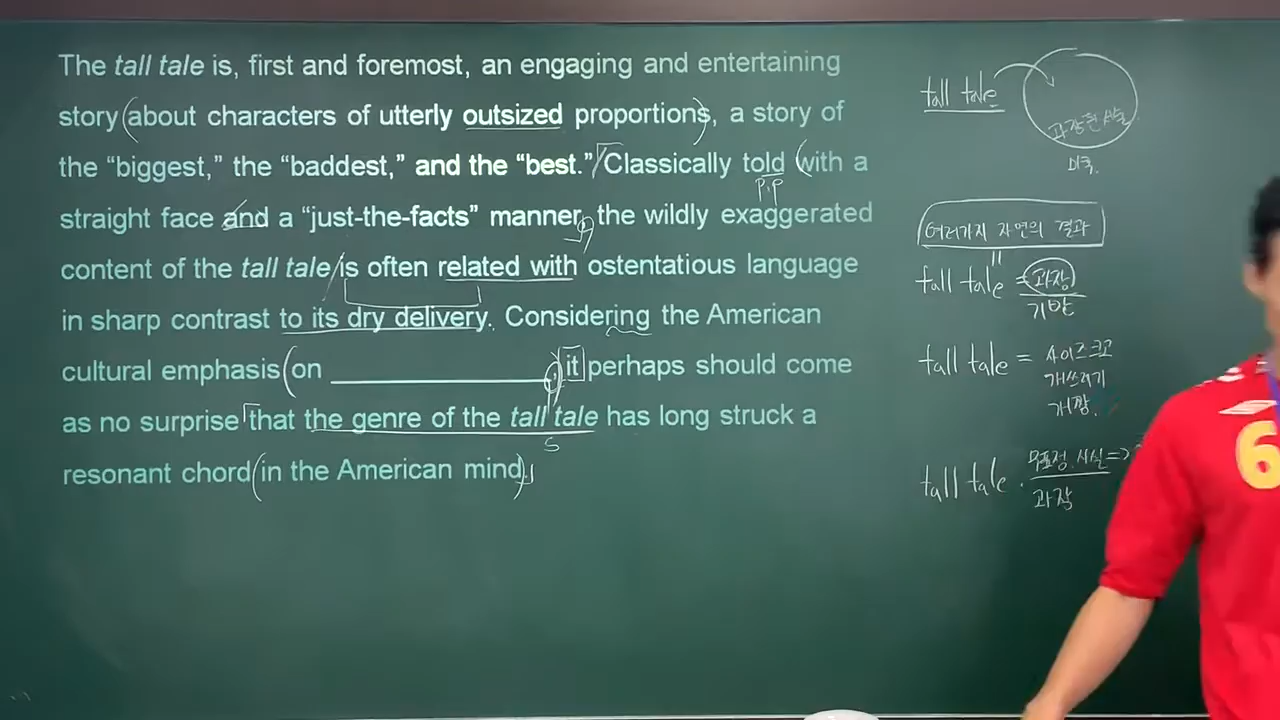 The tall tale is, first and foremost, an engaging and entertaining
story (about characters of utterly outsized proportions), a story of
the “biggest,” the “baddest,” and the “best.” Classically told (with a
p.p
straight face and a “just-the-facts” manner, the wildly exaggerated
content of the tall tale is often related with ostentatious language
in sharp contrast to its dry delivery. Considering the American
cultural emphasis (on ________, it perhaps should come
as no surprise that the genre of the tall tale has long struck a
s
resonant chord (in the American mind).
tall tale
과장된 사실
미국.
여러가지 자연의 결과
"
tall tale = 과장
기반
tall tale = 사이즈크고
개쓰레기
개짱.
tall tale . 무표정. 사실 =>
과장
6